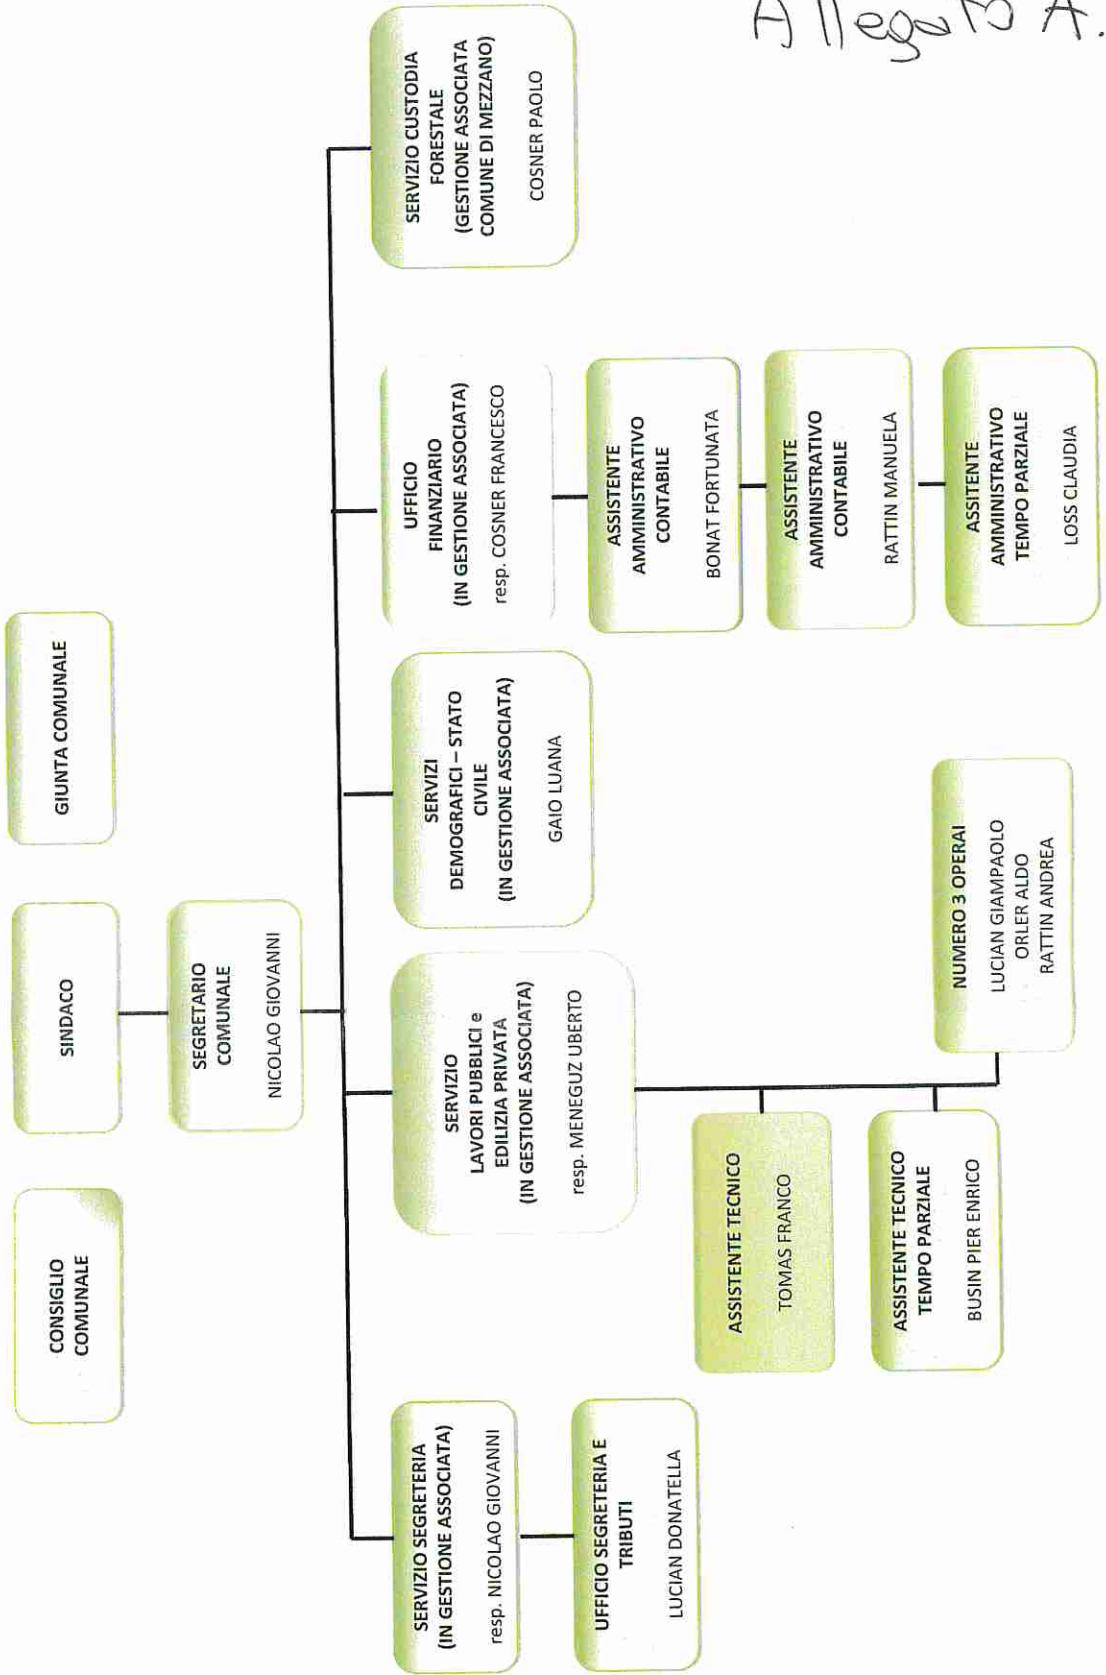 Allegato A.
CONSIGLIO
COMUNALE
SINDACO
GIUNTA COMUNALE
SEGRETARIO
COMUNALE
NICOLAO GIOVANNI
SERVIZIO SEGRETERIA
(IN GESTIONE ASSOCIATA)
resp. NICOLAO GIOVANNI
UFFICIO SEGRETERIA E
TRIBUTI
LUCIAN DONATELLA
SERVIZIO
LAVORI PUBBLICI e
EDILIZIA PRIVATA
(IN GESTIONE ASSOCIATA)
resp. MENEGUZ UBERTO
ASSISTENTE TECNICO
TOMAS FRANCO
ASSISTENTE TECNICO
TEMPO PARZIALE
BUSIN PIER ENRICO
NUMERO 3 OPERAI
LUCIAN GIAMPAOLO
ORLER ALDO
RATTIN ANDREA
SERVIZI
DEMOGRAFICI – STATO
CIVILE
(IN GESTIONE ASSOCIATA)
GAIO LUANA
UFFICIO
FINANZIARIO
(IN GESTIONE ASSOCIATA)
resp. COSNER FRANCESCO
ASSISTENTE
AMMINISTRATIVO
CONTABILE
BONAT FORTUNATA
ASSISTENTE
AMMINISTRATIVO
CONTABILE
RATTIN MANUELA
ASSITENTE
AMMINISTRATIVO
TEMPO PARZIALE
LOSS CLAUDIA
SERVIZIO CUSTODIA
FORESTALE
(GESTIONE ASSOCIATA
COMUNE DI MEZZANO)
COSNER PAOLO